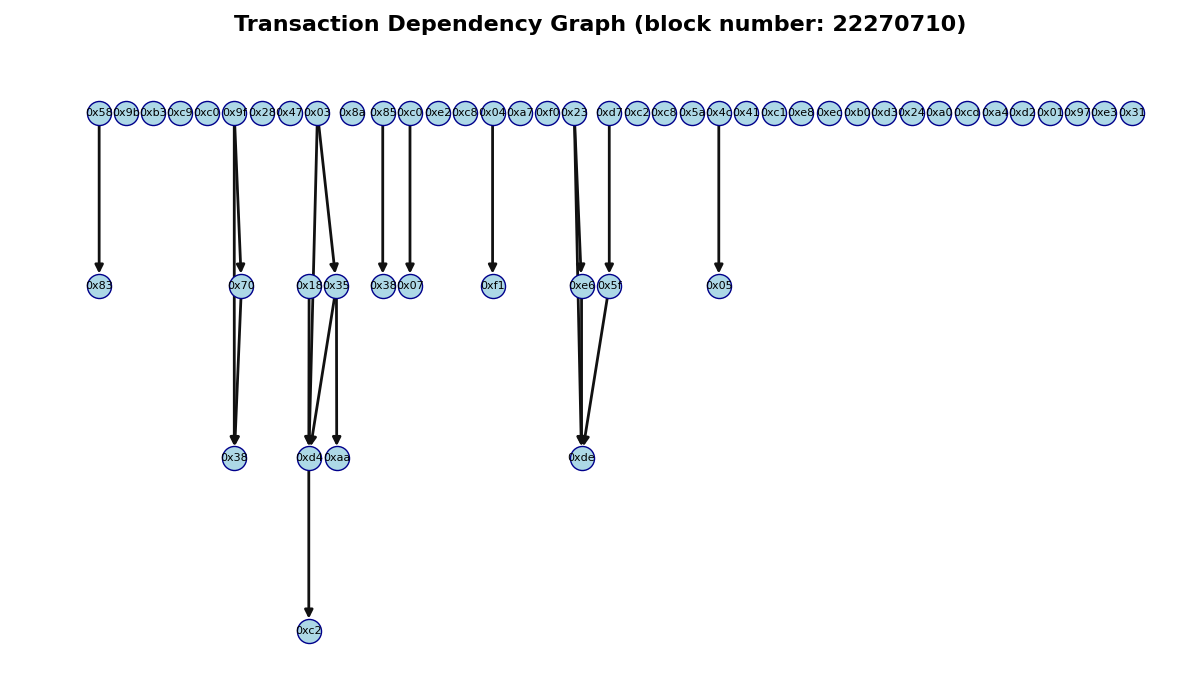 Transaction Dependency Graph (block number: 22270710)
0x58 0x9b 0xb3 0xc9 0xc0 0x9f 0x28 0x47 0x03 0x8a 0x85 0xc0 0xe2 0xc8 0x04 0xa7 0xf0 0x23 0xd7 0xc2 0xc8 0x5a 0x4c 0x41 0xc1 0xe8 0xec 0xb0 0xd3 0x24 0xa0 0xcd 0xa4 0xd2 0x01 0x97 0xe3 0x31
0x83 0x70 0x18 0x35 0x38 0x07 0xf1 0xe6 0x5f 0x05
0x38 0xd4 0xaa 0xde
0xc2